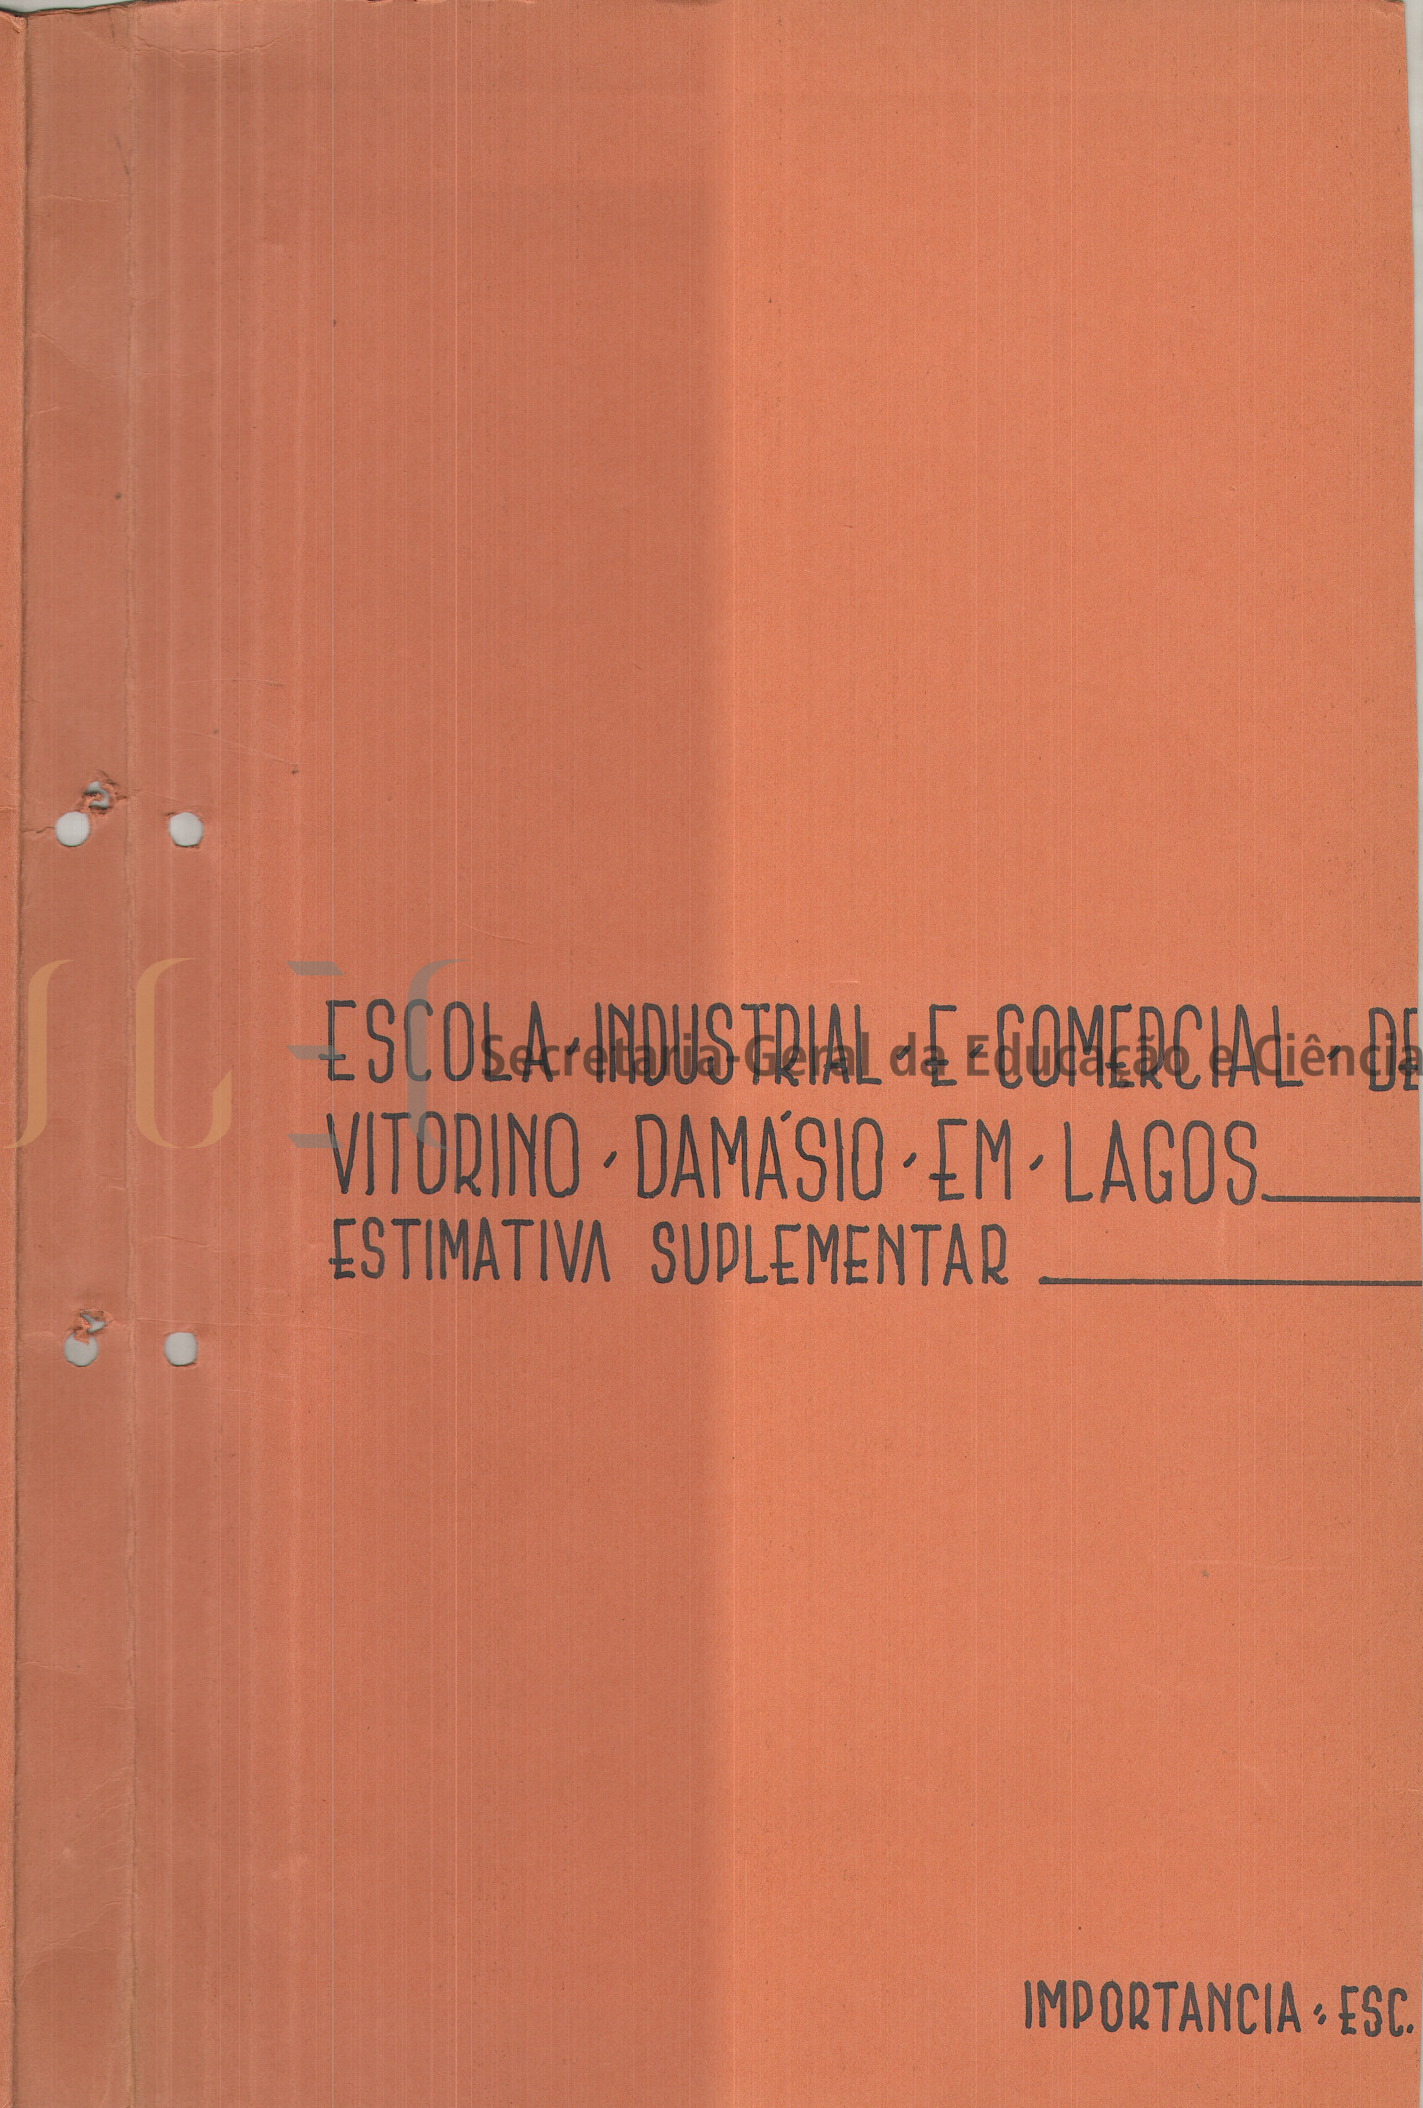 ESCOLA · INDUSTRIAL · E · COMERCIAL · DE
VITORINO · DAMÁSIO · EM · LAGOS
ESTIMATIVA SUPLEMENTAR
Secretaria-Geral da Educação e Ciência
IMPORTANCIA : ESC.